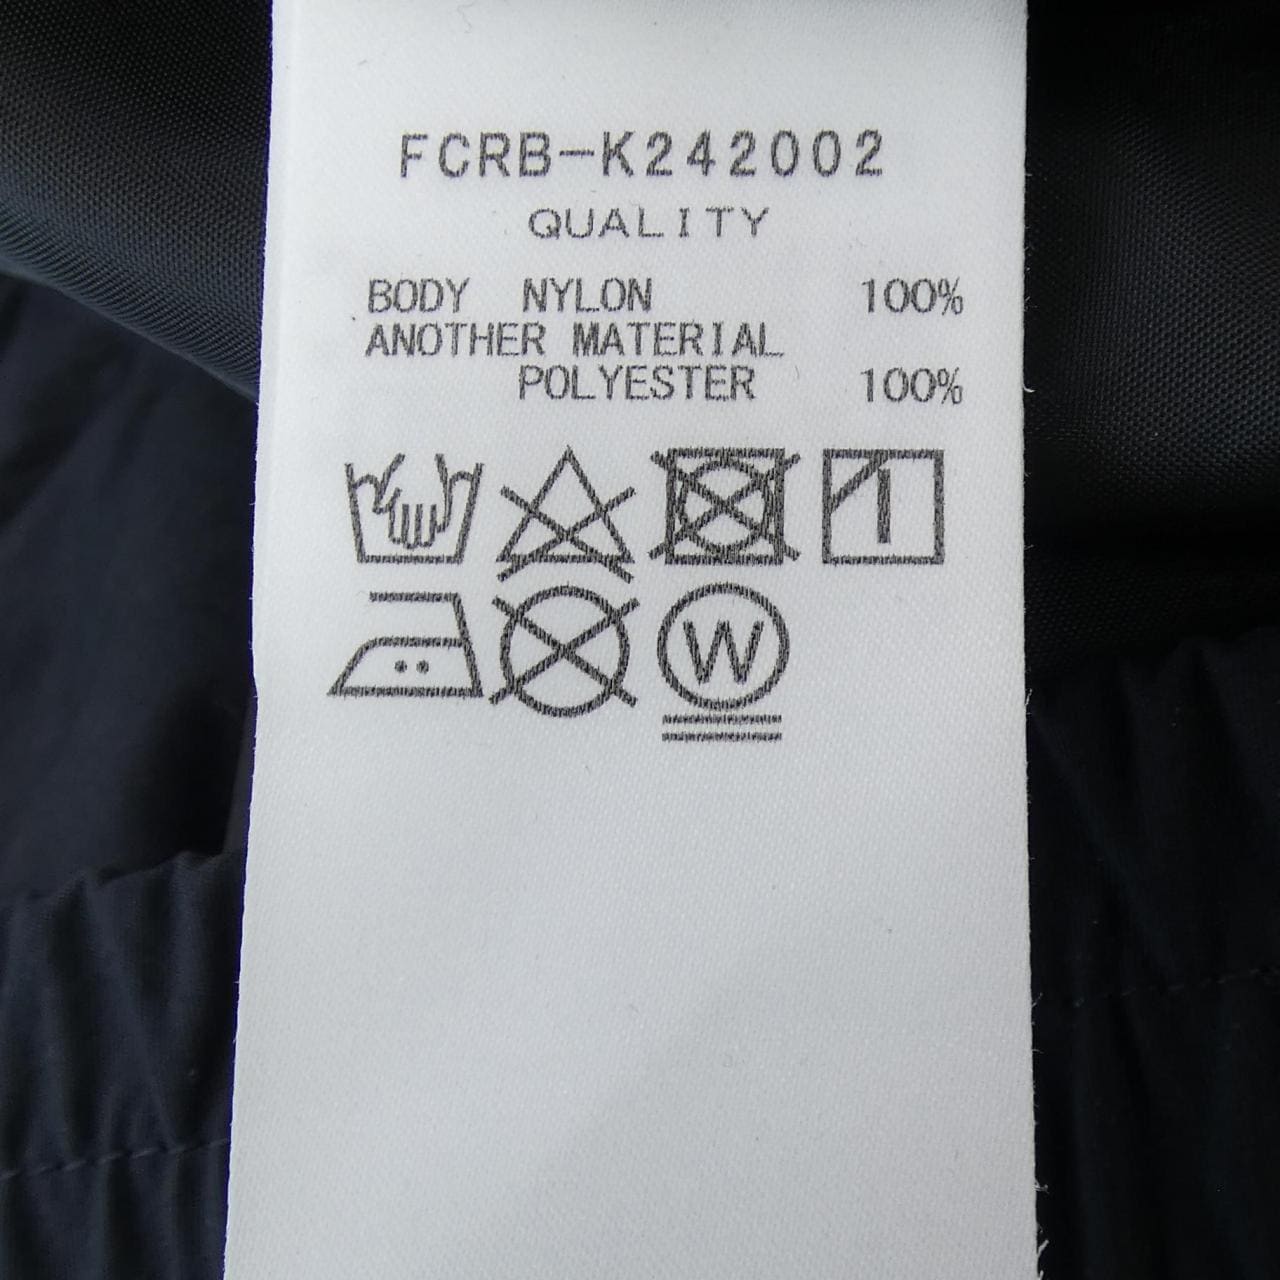 FCRB-K242002
QUALITY
BODY NYLON 100%
ANOTHER MATERIAL
POLYESTER 100%
W